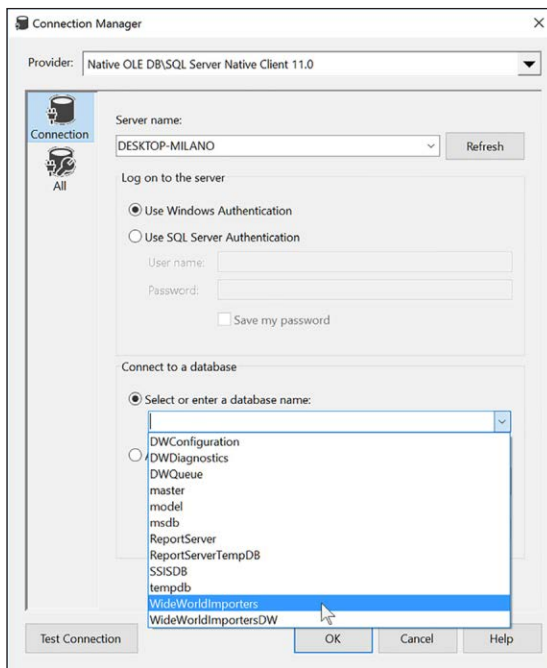 Connection Manager
Provider: Native OLE DB\SQL Server Native Client 11.0
Connection
All
Server name:
DESKTOP-MILANO
Refresh
Log on to the server
Use Windows Authentication
Use SQL Server Authentication
User name:
Password:
Save my password
Connect to a database
Select or enter a database name:
DWConfiguration
DWDiagnostics
DWQueue
master
model
msdb
ReportServer
ReportServerTempDB
SSISDB
tempdb
WideWorldImporters
WideWorldImportersDW
Test Connection
OK
Cancel
Help